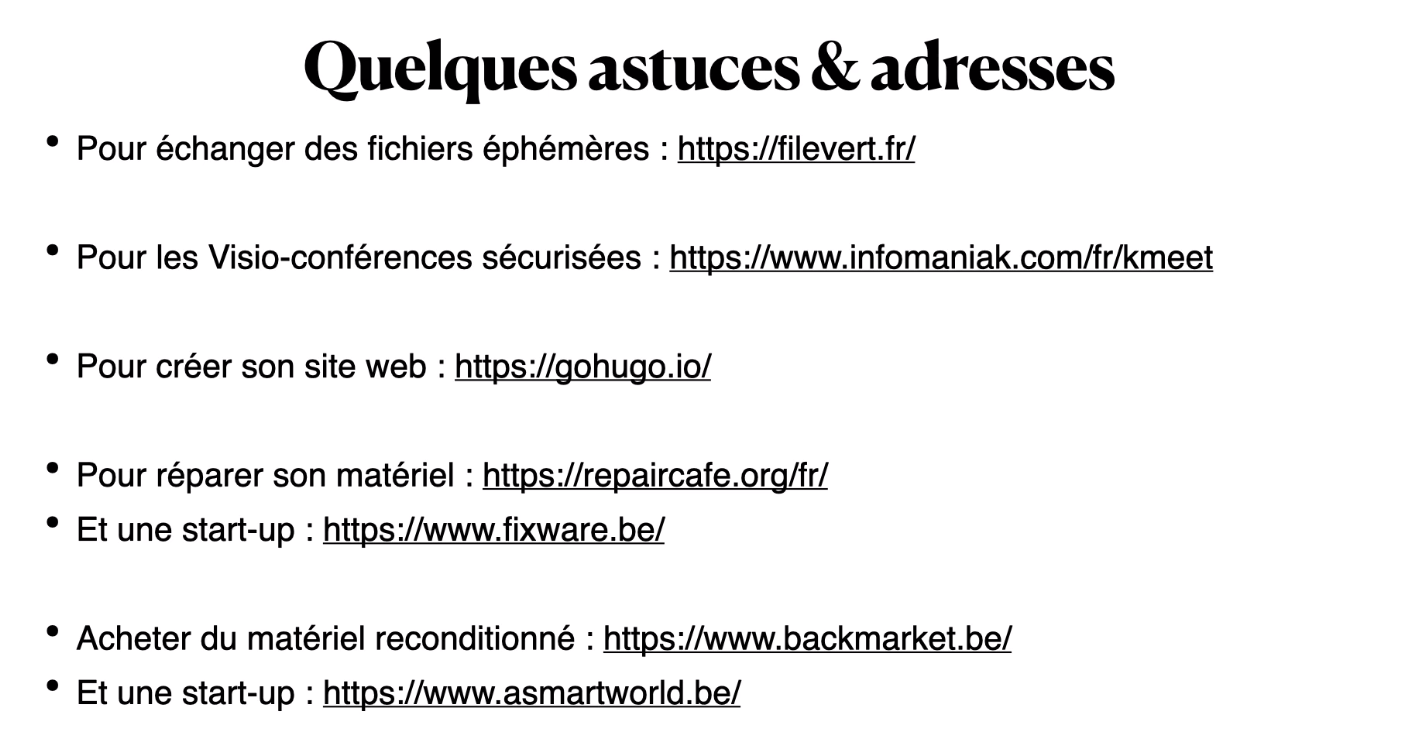 Quelques astuces & adresses
• Pour échanger des fichiers éphémères : https://filevert.fr/
• Pour les Visio-conférences sécurisées : https://www.infomaniak.com/fr/kmeet
• Pour créer son site web : https://gohugo.io/
• Pour réparer son matériel : https://repaircafe.org/fr/
• Et une start-up : https://www.fixware.be/
• Acheter du matériel reconditionné : https://www.backmarket.be/
• Et une start-up : https://www.asmartworld.be/